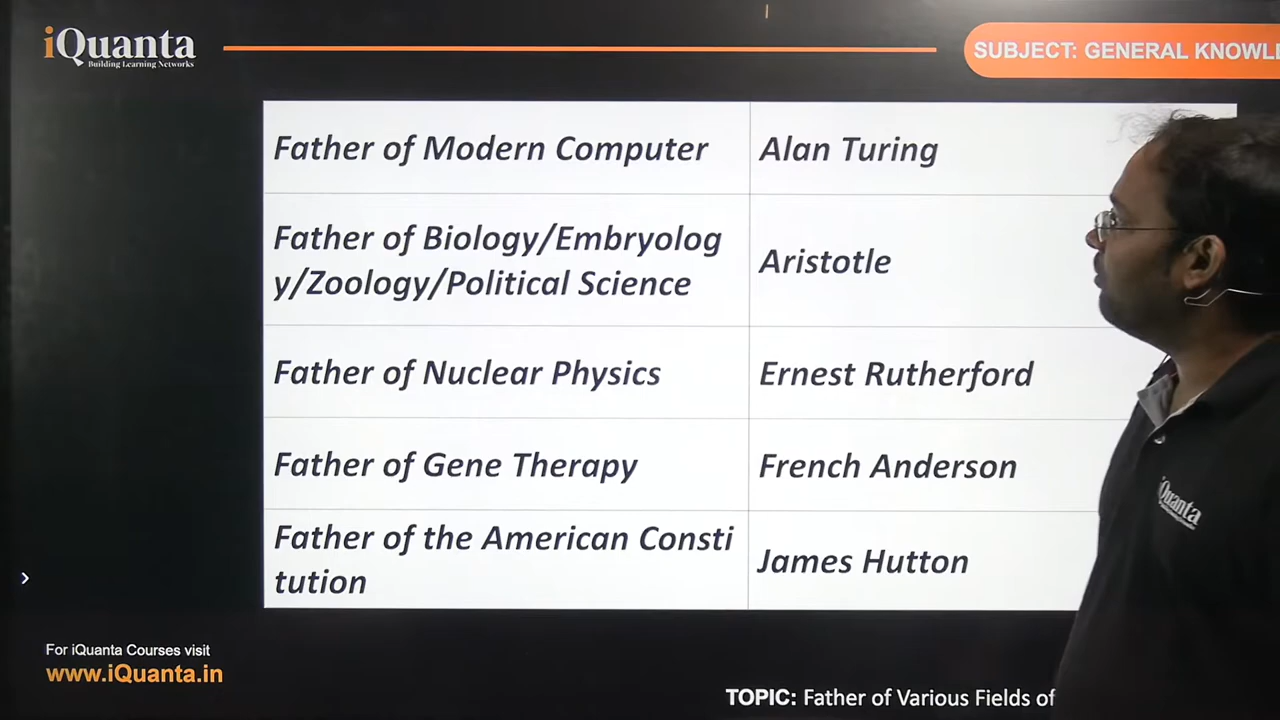 iQuanta
Building Learning Networks
SUBJECT: GENERAL KNOWLE
Father of Modern Computer
Alan Turing
Father of Biology/Embryolog
y/Zoology/Political Science
Aristotle
Father of Nuclear Physics
Ernest Rutherford
Father of Gene Therapy
French Anderson
Father of the American Consti
tution
James Hutton
iQuanta
For iQuanta Courses visit
www.iQuanta.in
TOPIC: Father of Various Fields of